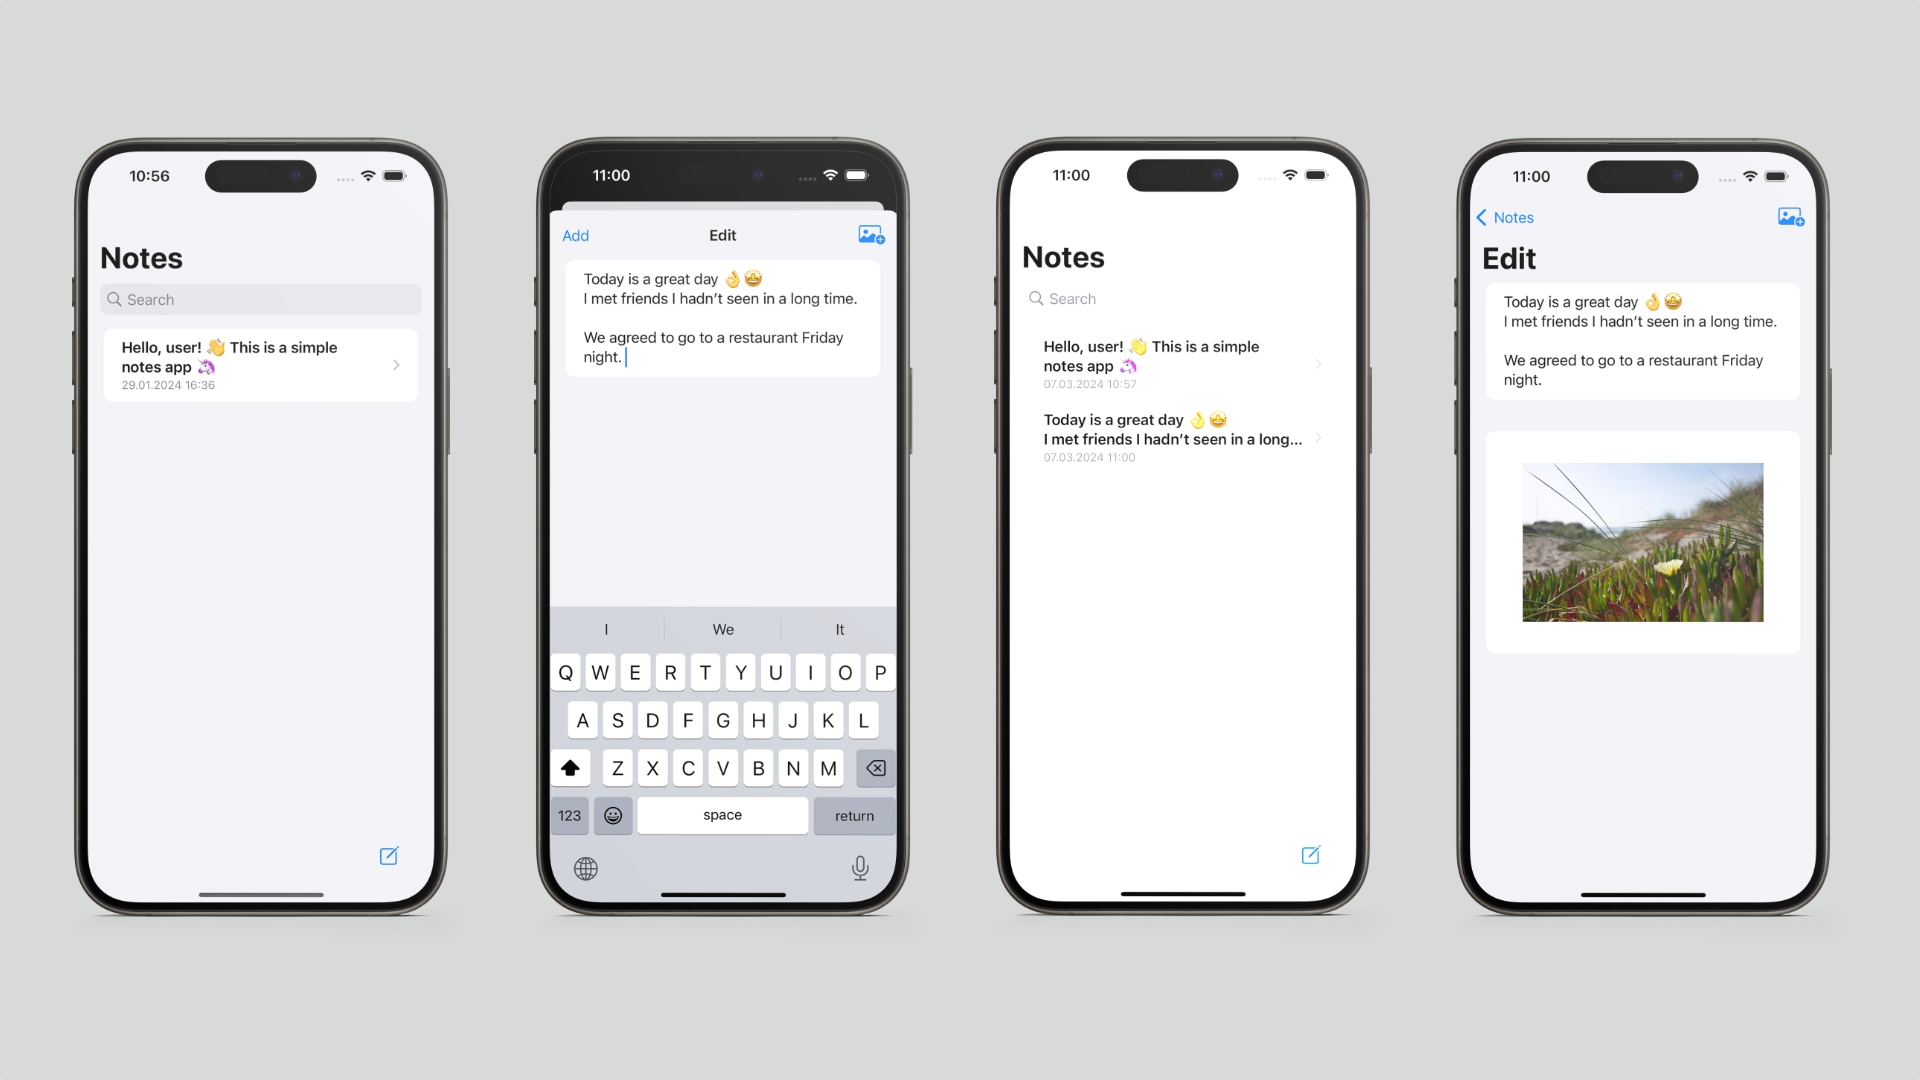 10:56
Notes
Search
Hello, user! 👋 This is a simple
notes app 🦄
29.01.2024 16:36
11:00
Add
Edit
Today is a great day 👌🤩
I met friends I hadn’t seen in a long time.
We agreed to go to a restaurant Friday
night.
I We It
Q W E R T Y U I O P
A S D F G H J K L
Z X C V B N M
123 space return
11:00
Notes
Search
Hello, user! 👋 This is a simple
notes app 🦄
07.03.2024 10:57
Today is a great day 👌🤩
I met friends I hadn’t seen in a long...
07.03.2024 11:00
11:00
Notes
Edit
Today is a great day 👌🤩
I met friends I hadn’t seen in a long time.
We agreed to go to a restaurant Friday
night.